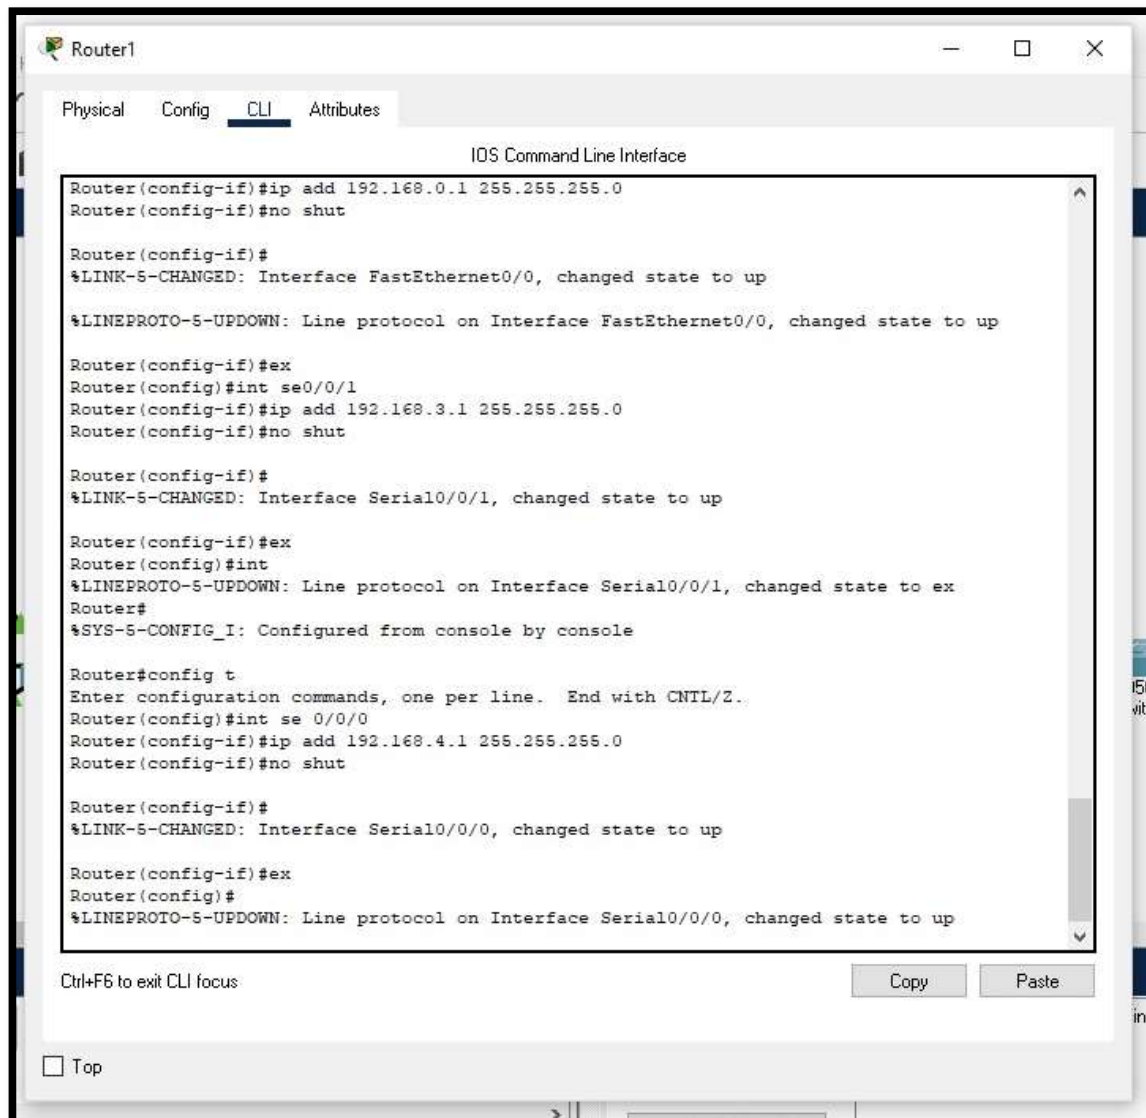 Router1
Physical Config CLI Attributes
IOS Command Line Interface
Router(config-if)#ip add 192.168.0.1 255.255.255.0
Router(config-if)#no shut
Router(config-if)#
%LINK-5-CHANGED: Interface FastEthernet0/0, changed state to up
%LINEPROTO-5-UPDOWN: Line protocol on Interface FastEthernet0/0, changed state to up
Router(config-if)#ex
Router(config)#int se0/0/1
Router(config-if)#ip add 192.168.3.1 255.255.255.0
Router(config-if)#no shut
Router(config-if)#
%LINK-5-CHANGED: Interface Serial0/0/1, changed state to up
Router(config-if)#ex
Router(config)#int
%LINEPROTO-5-UPDOWN: Line protocol on Interface Serial0/0/1, changed state to ex
Router#
%SYS-5-CONFIG_I: Configured from console by console
Router#config t
Enter configuration commands, one per line.  End with CNTL/Z.
Router(config)#int se 0/0/0
Router(config-if)#ip add 192.168.4.1 255.255.255.0
Router(config-if)#no shut
Router(config-if)#
%LINK-5-CHANGED: Interface Serial0/0/0, changed state to up
Router(config-if)#ex
Router(config)#
%LINEPROTO-5-UPDOWN: Line protocol on Interface Serial0/0/0, changed state to up
Ctrl+F6 to exit CLI focus
Copy Paste
Top